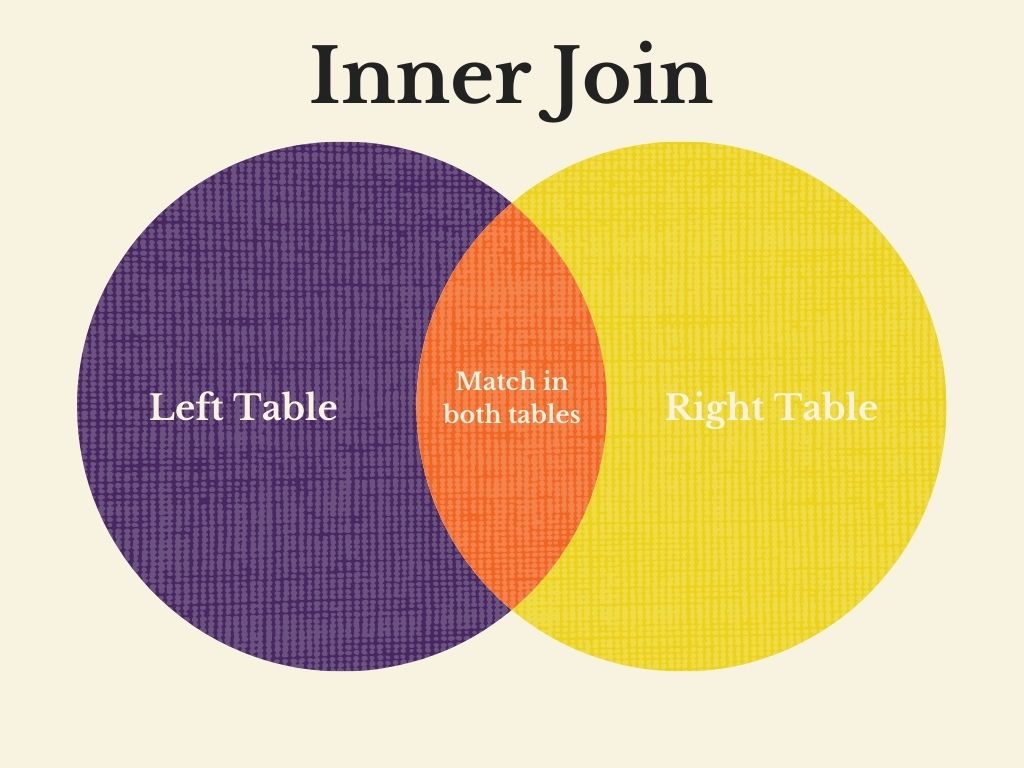 Inner Join
Left Table
Match in
both tables
Right Table